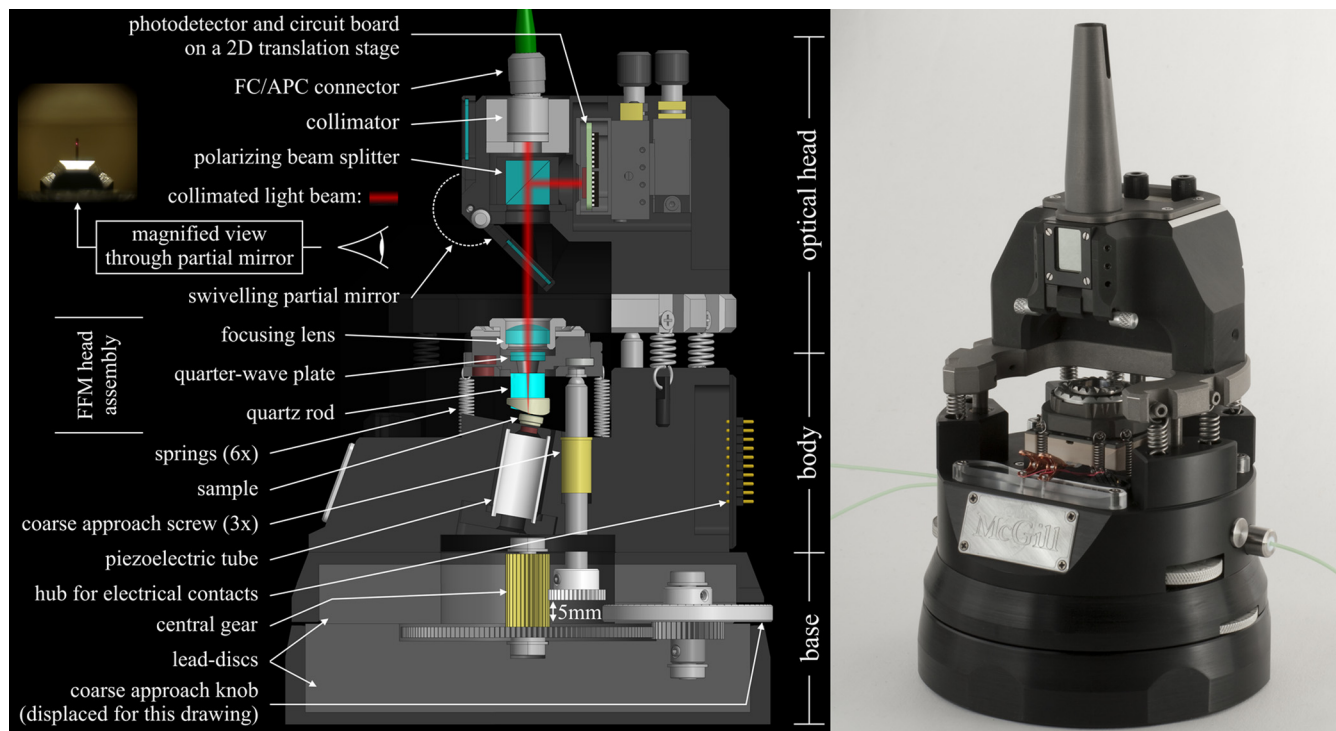 photodetector and circuit board
on a 2D translation stage
FC/APC connector
collimator
polarizing beam splitter
collimated light beam:
magnified view
through partial mirror
swivelling partial mirror
FFM head
assembly
focusing lens
quarter-wave plate
quartz rod
springs (6x)
sample
coarse approach screw (3x)
piezoelectric tube
hub for electrical contacts
central gear
5mm
lead-discs
coarse approach knob
(displaced for this drawing)
optical head
body
base
McGill